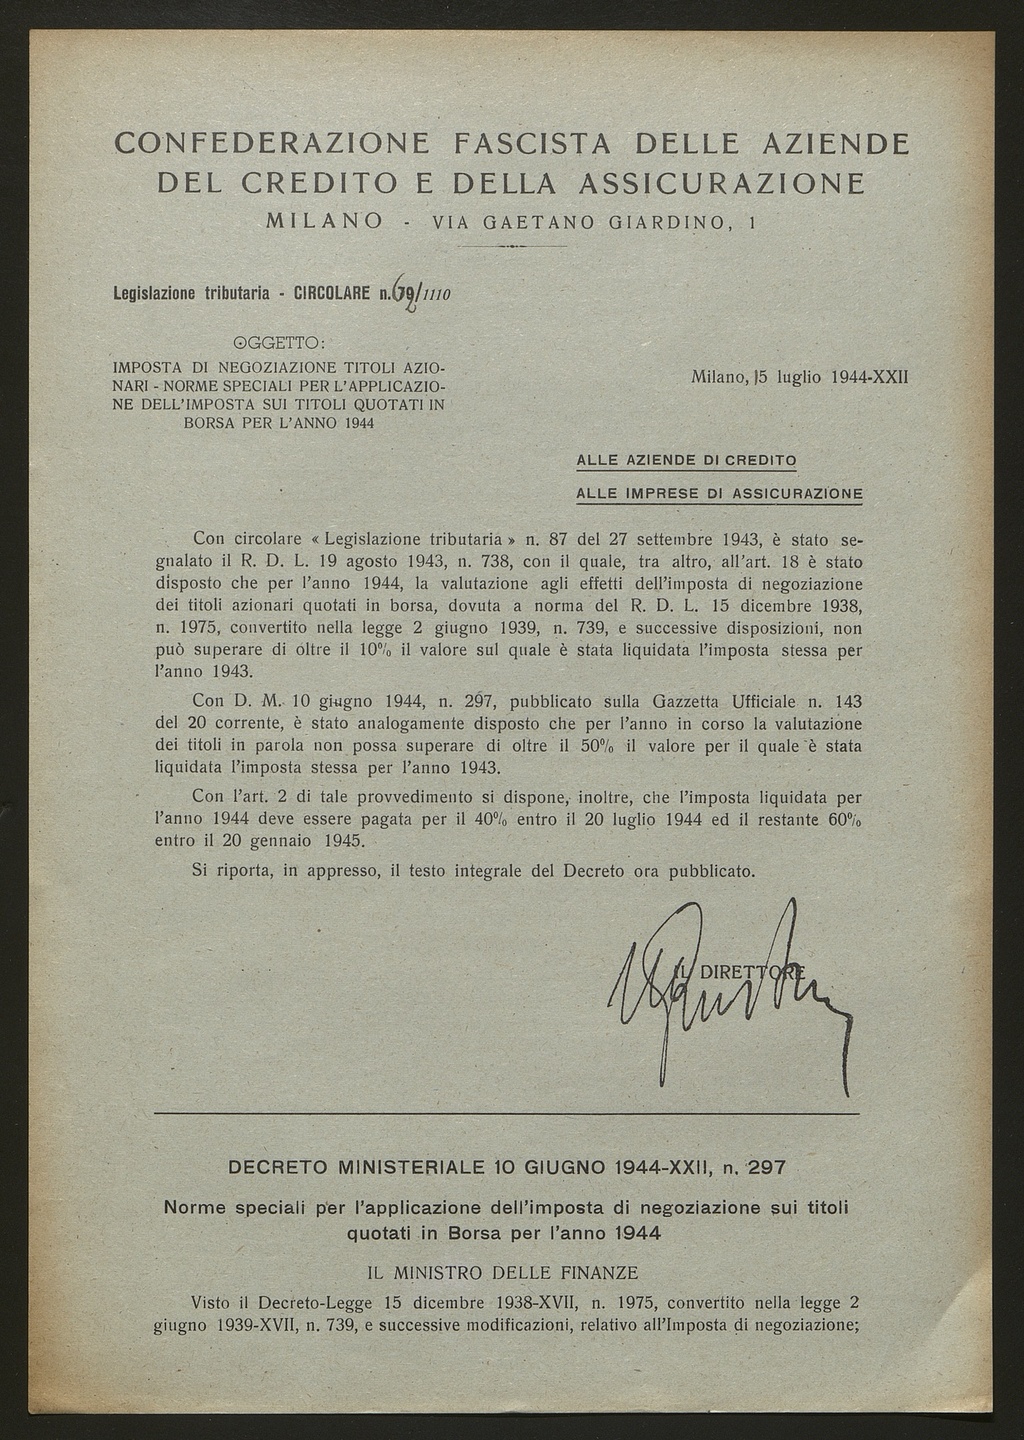 CONFEDERAZIONE FASCISTA DELLE AZIENDE
DEL CREDITO E DELLA ASSICURAZIONE
MILANO - VIA GAETANO GIARDINO, 1
Legislazione tributaria - CIRCOLARE n. /1110
OGGETTO:
IMPOSTA DI NEGOZIAZIONE TITOLI AZIO-
NARI - NORME SPECIALI PER L'APPLICAZIO-
NE DELL'IMPOSTA SUI TITOLI QUOTATI IN
BORSA PER L'ANNO 1944
Milano, 15 luglio 1944-XXII
ALLE AZIENDE DI CREDITO
ALLE IMPRESE DI ASSICURAZIONE
Con circolare « Legislazione tributaria » n. 87 del 27 settembre 1943, è stato se-
gnalato il R. D. L. 19 agosto 1943, n. 738, con il quale, tra altro, all'art. 18 è stato
disposto che per l'anno 1944, la valutazione agli effetti dell'imposta di negoziazione
dei titoli azionari quotati in borsa, dovuta a norma del R. D. L. 15 dicembre 1938,
n. 1975, convertito nella legge 2 giugno 1939, n. 739, e successive disposizioni, non
può superare di oltre il 10% il valore sul quale è stata liquidata l'imposta stessa per
l'anno 1943.
Con D. M. 10 giugno 1944, n. 297, pubblicato sulla Gazzetta Ufficiale n. 143
del 20 corrente, è stato analogamente disposto che per l'anno in corso la valutazione
dei titoli in parola non possa superare di oltre il 50% il valore per il quale è stata
liquidata l'imposta stessa per l'anno 1943.
Con l'art. 2 di tale provvedimento si dispone, inoltre, che l'imposta liquidata per
l'anno 1944 deve essere pagata per il 40% entro il 20 luglio 1944 ed il restante 60%
entro il 20 gennaio 1945.
Si riporta, in appresso, il testo integrale del Decreto ora pubblicato.
IL DIRETTORE
DECRETO MINISTERIALE 10 GIUGNO 1944-XXII, n. 297
Norme speciali per l'applicazione dell'imposta di negoziazione sui titoli
quotati in Borsa per l'anno 1944
IL MINISTRO DELLE FINANZE
Visto il Decreto-Legge 15 dicembre 1938-XVII, n. 1975, convertito nella legge 2
giugno 1939-XVII, n. 739, e successive modificazioni, relativo all'Imposta di negoziazione;